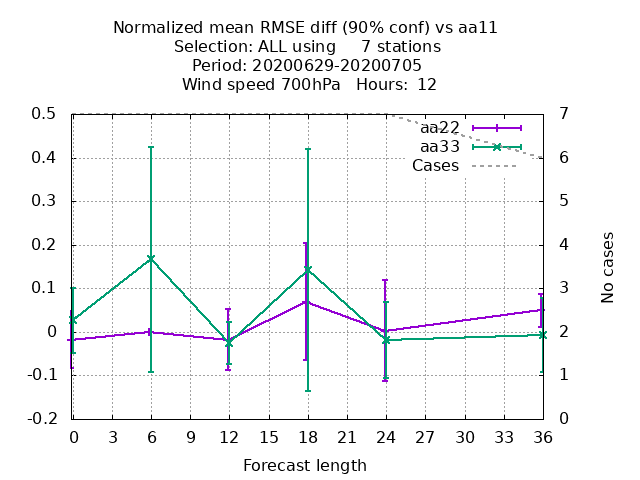 Normalized mean RMSE diff (90% conf) vs aa11
Selection: ALL using     7 stations
Period: 20200629-20200705
Wind speed 700hPa   Hours:  12
0.5
0.4
0.3
0.2
0.1
0
-0.1
-0.2
7
6
5
4
3
2
1
0
aa22
aa33
Cases
No cases
0 3 6 9 12 15 18 21 24 27 30 33 36
Forecast length